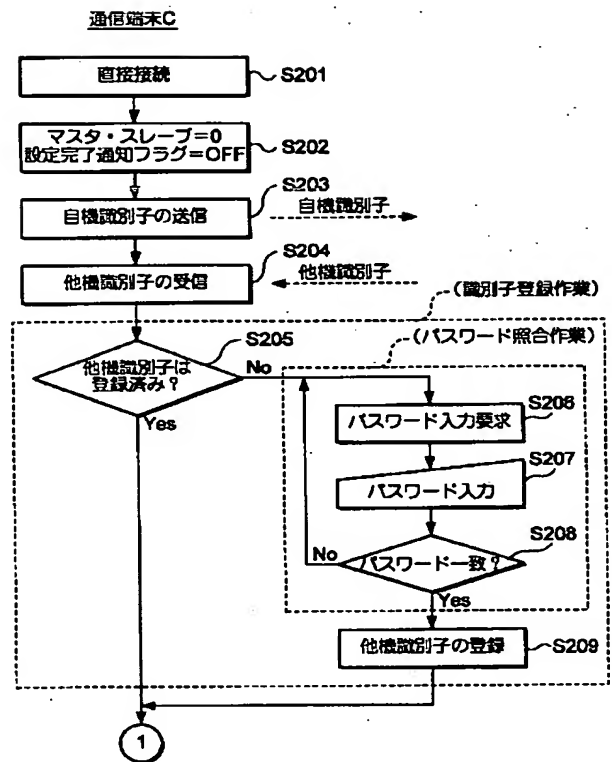 通信端末C
直接接続
S201
マスタ・スレーブ=0
設定完了通知フラグ=OFF
S202
S203
自機識別子の送信
自機識別子
S204
他機識別子の受信
他機識別子
(識別子登録作業)
(パスワード照合作業)
S205
他機識別子は
登録済み?
No
Yes
S208
パスワード入力要求
S207
パスワード入力
S208
パスワード一致?
No
Yes
他機識別子の登録
S209
1